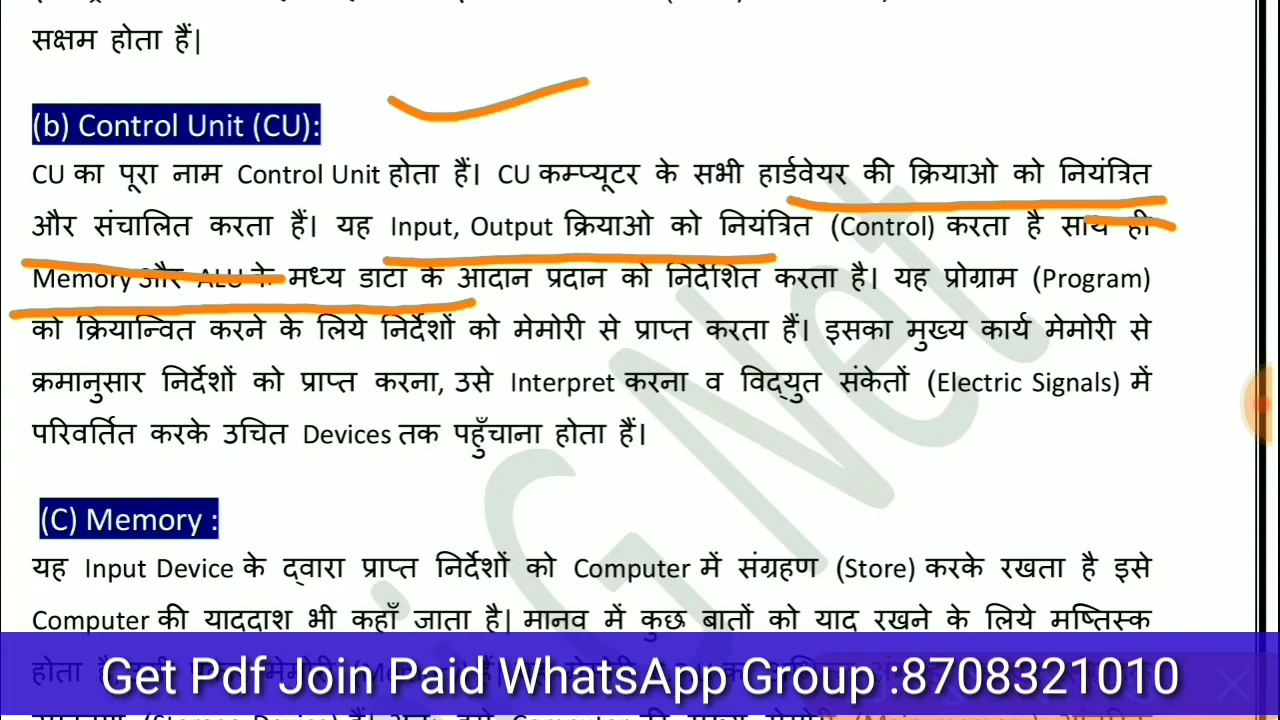 सक्षम होता हैं|
(b) Control Unit (CU):
CU का पूरा नाम Control Unit होता हैं| CU कम्प्यूटर के सभी हार्डवेयर की क्रियाओ को नियंत्रित
और संचालित करता हैं| यह Input, Output क्रियाओ को नियंत्रित (Control) करता है साथ ही
Memory और ALU के मध्य डाटा के आदान प्रदान को निर्देशित करता है| यह प्रोग्राम (Program)
को क्रियान्वित करने के लिये निर्देशों को मेमोरी से प्राप्त करता हैं| इसका मुख्य कार्य मेमोरी से
क्रमानुसार निर्देशों को प्राप्त करना, उसे Interpret करना व विद्युत संकेतों (Electric Signals) में
परिवर्तित करके उचित Devices तक पहुँचाना होता हैं|
(C) Memory :
यह Input Device के द्वारा प्राप्त निर्देशों को Computer में संग्रहण (Store) करके रखता है इसे
Computer की याददाश भी कहाँ जाता है| मानव में कुछ बातों को याद रखने के लिये मष्तिस्क
होता
Get Pdf Join Paid WhatsApp Group :8708321010